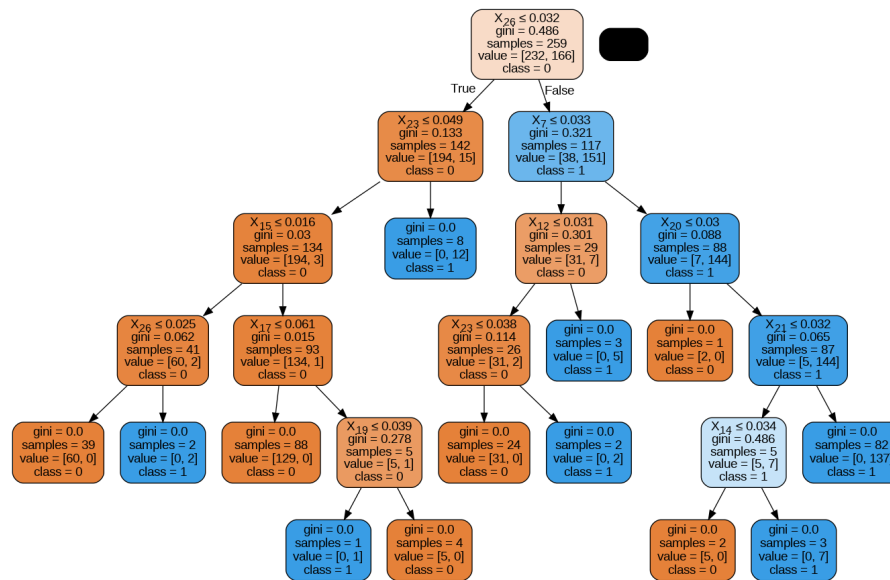 X26 ≤ 0.032
gini = 0.486
samples = 259
value = [232, 166]
class = 0
True
False
X23 ≤ 0.049
gini = 0.133
samples = 142
value = [194, 15]
class = 0
X7 ≤ 0.033
gini = 0.321
samples = 117
value = [38, 151]
class = 1
X15 ≤ 0.016
gini = 0.03
samples = 134
value = [194, 3]
class = 0
gini = 0.0
samples = 8
value = [0, 12]
class = 1
X12 ≤ 0.031
gini = 0.301
samples = 29
value = [31, 7]
class = 0
X20 ≤ 0.03
gini = 0.088
samples = 88
value = [7, 144]
class = 1
X26 ≤ 0.025
gini = 0.062
samples = 41
value = [60, 2]
class = 0
X17 ≤ 0.061
gini = 0.015
samples = 93
value = [134, 1]
class = 0
X23 ≤ 0.038
gini = 0.114
samples = 26
value = [31, 2]
class = 0
gini = 0.0
samples = 3
value = [0, 5]
class = 1
gini = 0.0
samples = 1
value = [2, 0]
class = 0
X21 ≤ 0.032
gini = 0.065
samples = 87
value = [5, 144]
class = 1
gini = 0.0
samples = 39
value = [60, 0]
class = 0
gini = 0.0
samples = 2
value = [0, 2]
class = 1
gini = 0.0
samples = 88
value = [129, 0]
class = 0
X19 ≤ 0.039
gini = 0.278
samples = 5
value = [5, 1]
class = 0
gini = 0.0
samples = 24
value = [31, 0]
class = 0
gini = 0.0
samples = 2
value = [0, 2]
class = 1
X14 ≤ 0.034
gini = 0.486
samples = 5
value = [5, 7]
class = 1
gini = 0.0
samples = 82
value = [0, 137]
class = 1
gini = 0.0
samples = 1
value = [0, 1]
class = 1
gini = 0.0
samples = 4
value = [5, 0]
class = 0
gini = 0.0
samples = 2
value = [5, 0]
class = 0
gini = 0.0
samples = 3
value = [0, 7]
class = 1